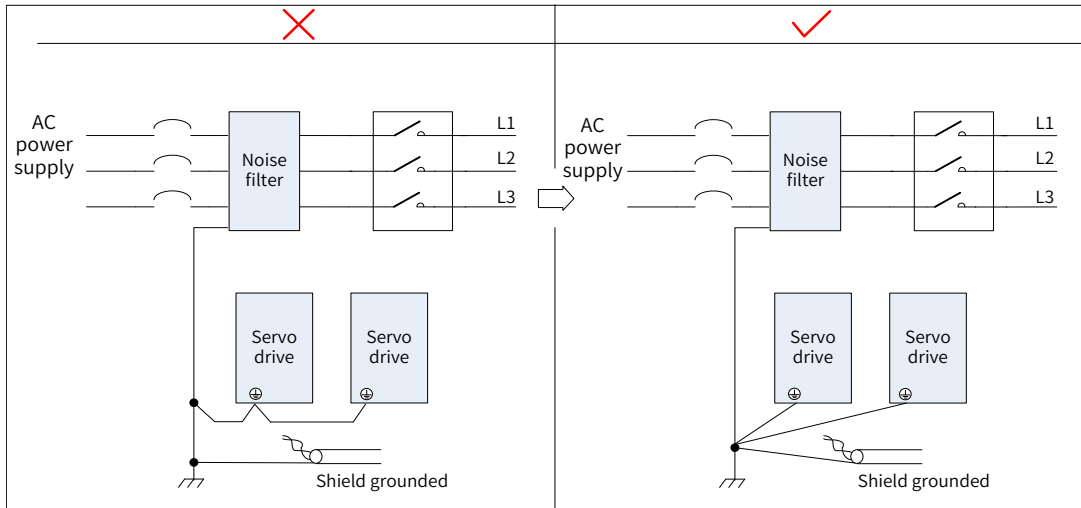 AC
power
supply
Noise
filter
L1
L2
L3
Servo
drive
Servo
drive
Shield grounded
AC
power
supply
Noise
filter
L1
L2
L3
Servo
drive
Servo
drive
Shield grounded